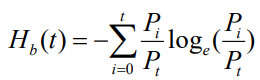 $$H_b(t) = -\sum_{i=0}^{t} \frac{P_i}{P_t} \log_e(\frac{P_i}{P_t})$$